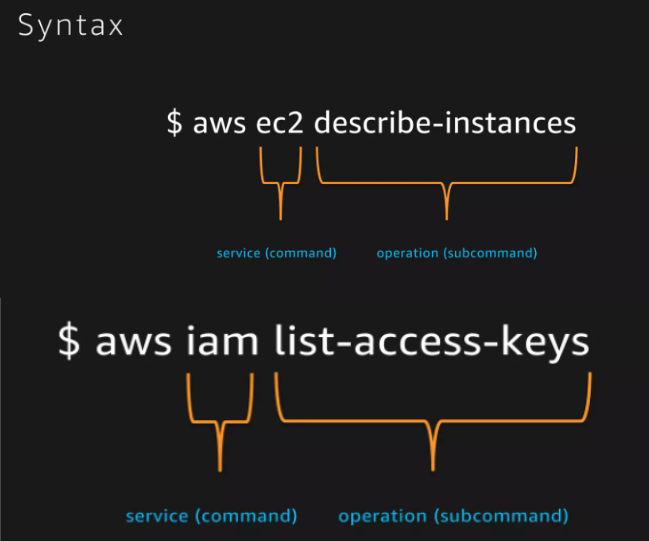 Syntax
$ aws ec2 describe-instances
service (command) operation (subcommand)
$ aws iam list-access-keys
service (command) operation (subcommand)